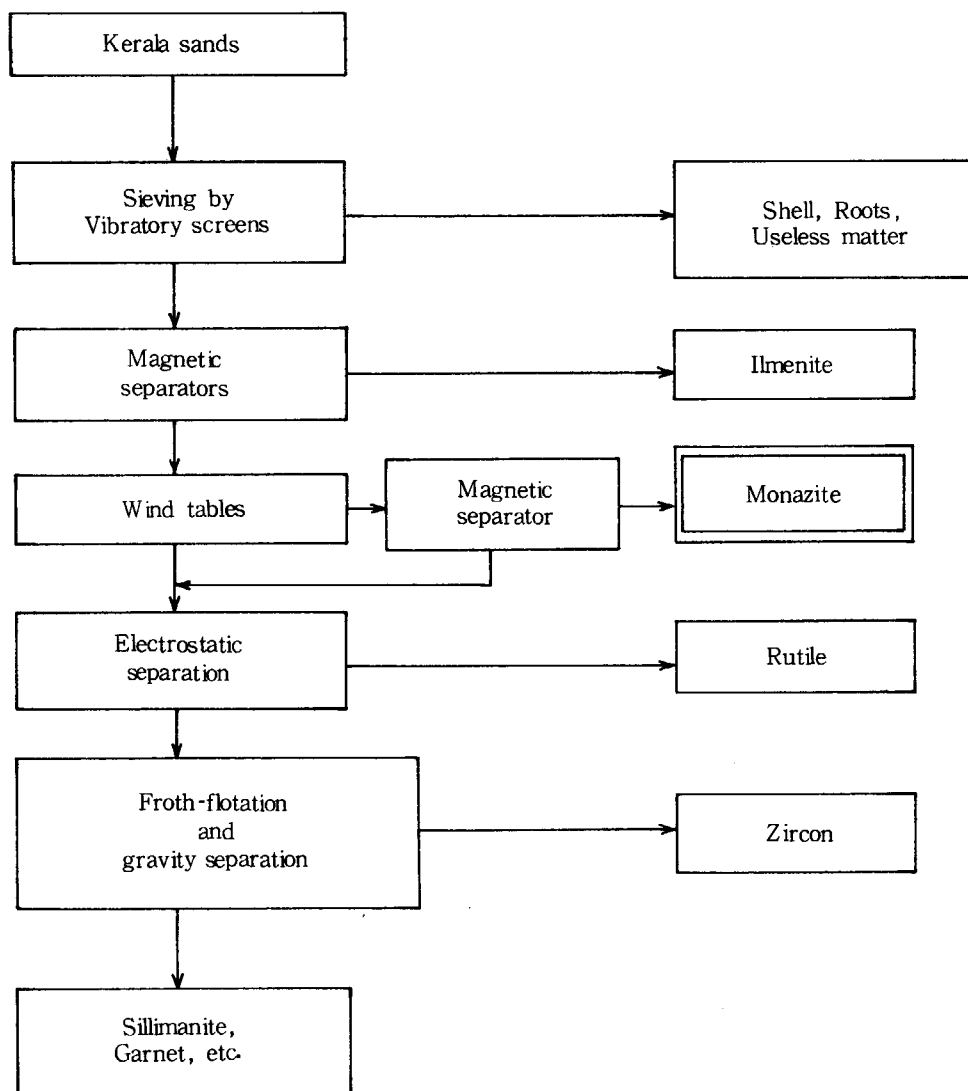 Kerala sands
Sieving by
Vibratory screens
Shell, Roots,
Useless matter
Magnetic
separators
Ilmenite
Wind tables
Magnetic
separator
Monazite
Electrostatic
separation
Rutile
Froth-flotation
and
gravity separation
Zircon
Sillimanite,
Garnet, etc.